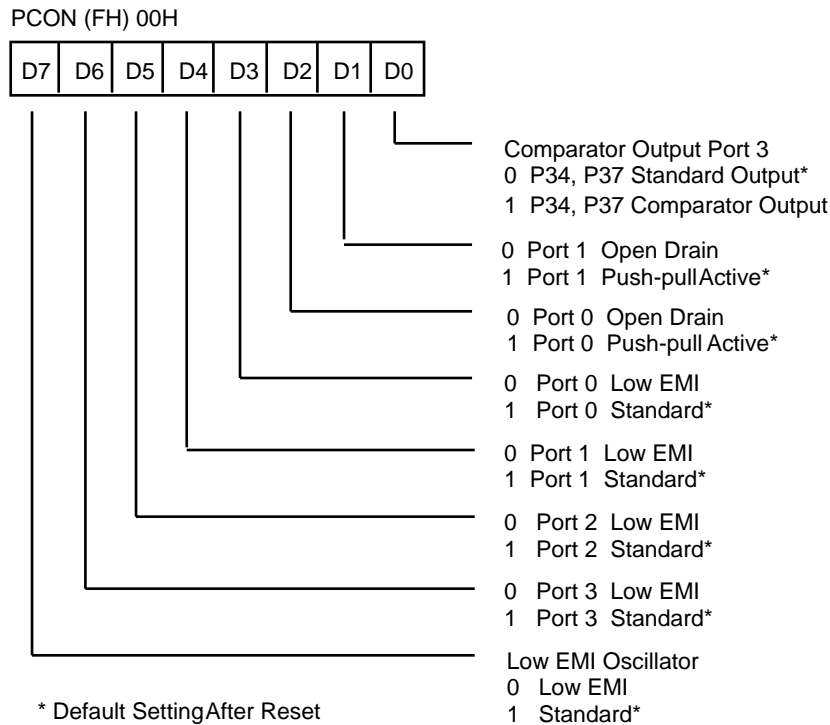 PCON (FH) 00H
D7 D6 D5 D4 D3 D2 D1 D0
Comparator Output Port 3
0 P34, P37 Standard Output*
1 P34, P37 Comparator Output
0 Port 1 Open Drain
1 Port 1 Push-pullActive*
0 Port 0 Open Drain
1 Port 0 Push-pull Active*
0 Port 0 Low EMI
1 Port 0 Standard*
0 Port 1 Low EMI
1 Port 1 Standard*
0 Port 2 Low EMI
1 Port 2 Standard*
0 Port 3 Low EMI
1 Port 3 Standard*
Low EMI Oscillator
0 Low EMI
1 Standard*
* Default SettingAfter Reset